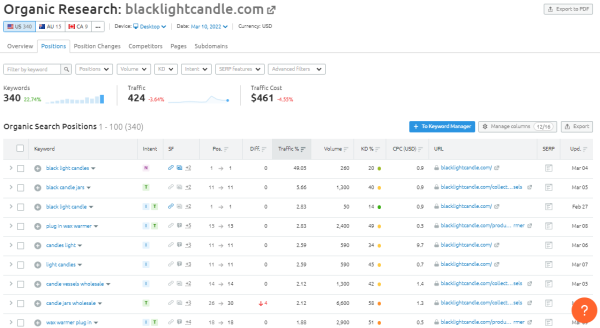 Organic Research: blacklightcandle.com
Export to PDF
US 340 AU 15 CA 9 ...
Device: Desktop Date: Mar 10, 2022 Currency: USD
Overview Positions Position Changes Competitors Pages Subdomains
Filter by keyword Positions Volume KD Intent SERP features Advanced filters
Keywords Traffic Traffic Cost
340 22.74% 424 -3.64% $461 -4.55%
Organic Search Positions 1 - 100 (340)
+ To Keyword Manager Manage columns 12/16 Export
Keyword Intent SF Pos. Diff. Traffic % Volume KD % CPC (USD) URL SERP Upd.
black light candles 1 → 1 0 49.05 260 20 0.9 blacklightcandle.com/ Mar 04
black candle jars T 11 → 11 0 5.66 1,300 40 0.9 blacklightcandle.com/collect... sels Mar 05
black light candle I T 1 → 1 0 2.83 50 14 0.9 blacklightcandle.com/ Feb 27
plug in wax warmer I T 15 → 15 0 2.83 2,400 49 0.5 blacklightcandle.com/produ... rmer Mar 08
candles light I 11 → 11 0 2.59 590 34 9.7 blacklightcandle.com/ Mar 06
light candles I 11 → 11 0 2.59 590 45 0.7 blacklightcandle.com/ Mar 06
candle vessels wholesale I 14 → 14 0 2.12 1,300 42 1.4 blacklightcandle.com/collect... sels Mar 05
candle jars wholesale T 26 → 30 4 2.12 6,600 58 1.3 blacklightcandle.com/collect... sels Mar
wax warmer plug in I T 18 → 18 0 1.88 2,900 51 0.5 blacklightcandle.com/produ... rmer Mar
?